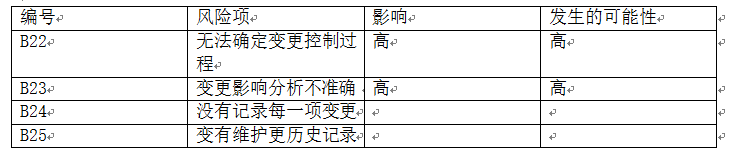 编号 风险项 影响 发生的可能性
B22 无法确定变更控制过 高 高
程
B23 变更影响分析不准确 高 高
B24 没有记录每一项变更
B25 变有维护更历史记录